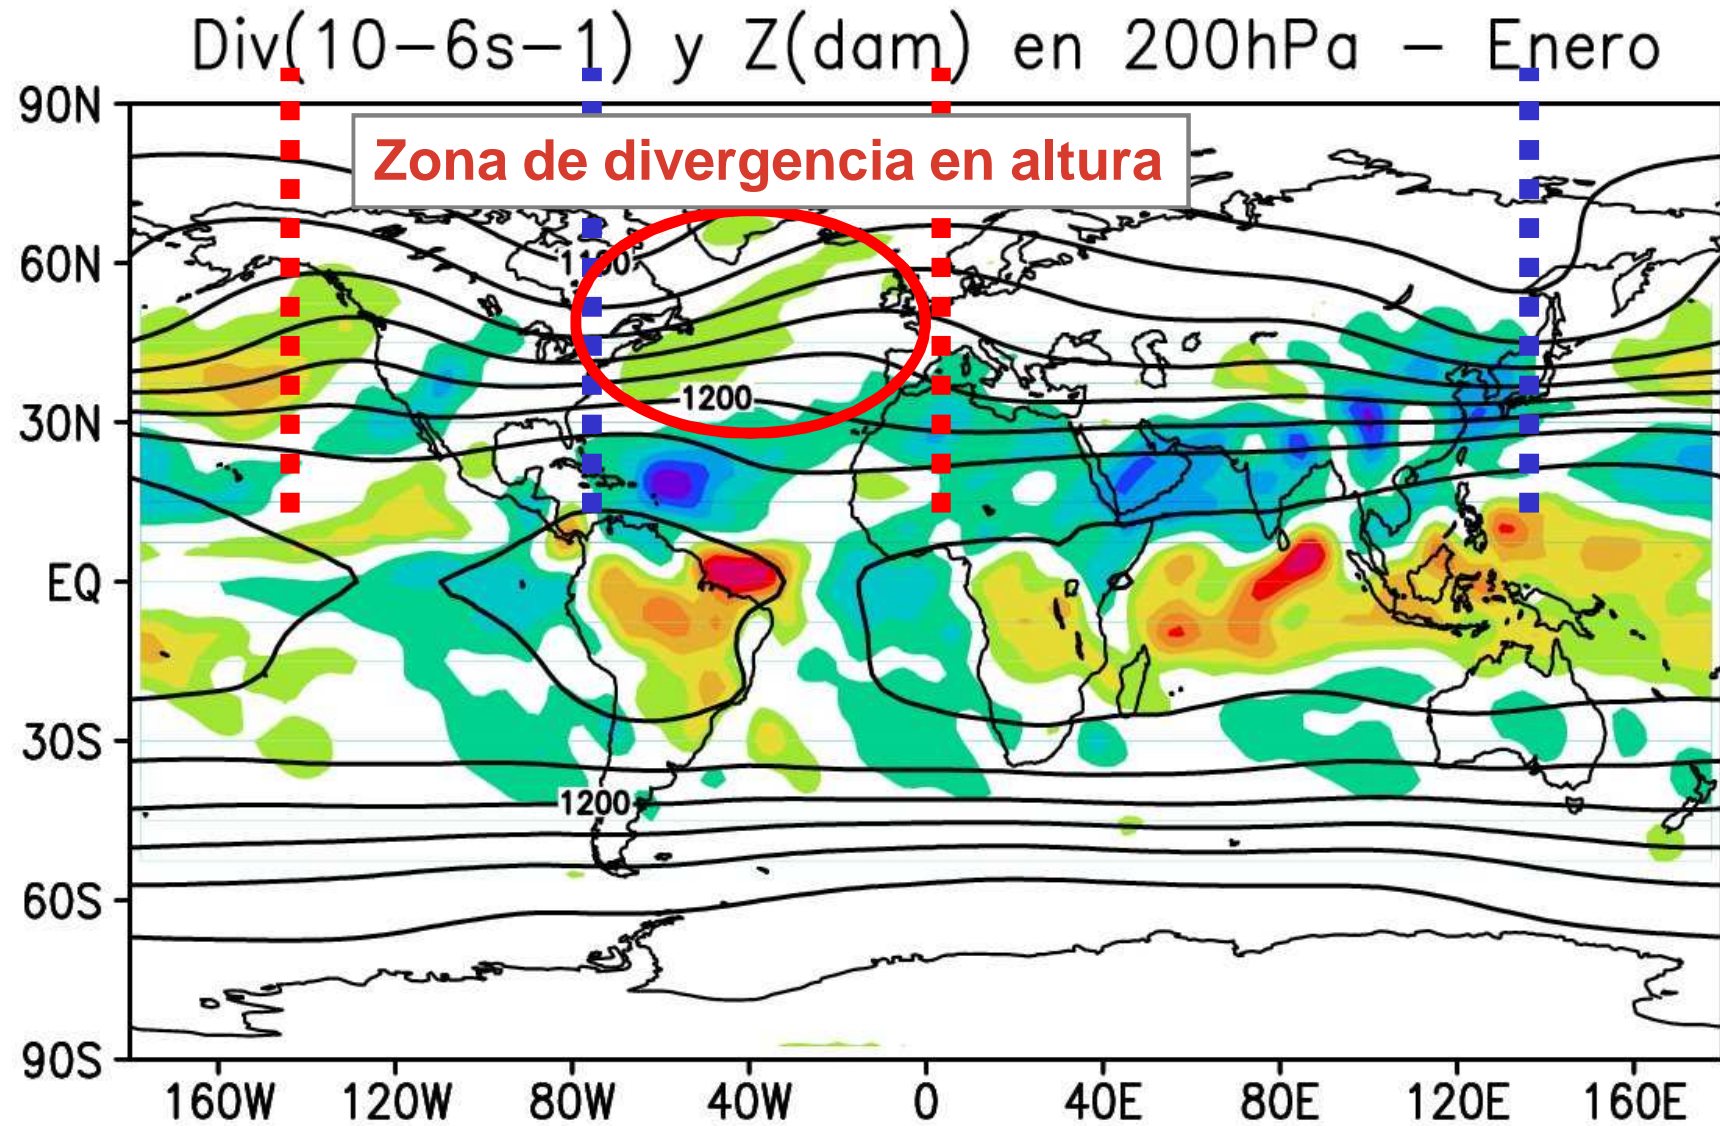 Div(10-6s-1) y Z(dam) en 200hPa - Enero
90N
Zona de divergencia en altura
60N
1160
1200
30N
EQ
30S
1200
60S
90S
160W 120W 80W 40W 0 40E 80E 120E 160E